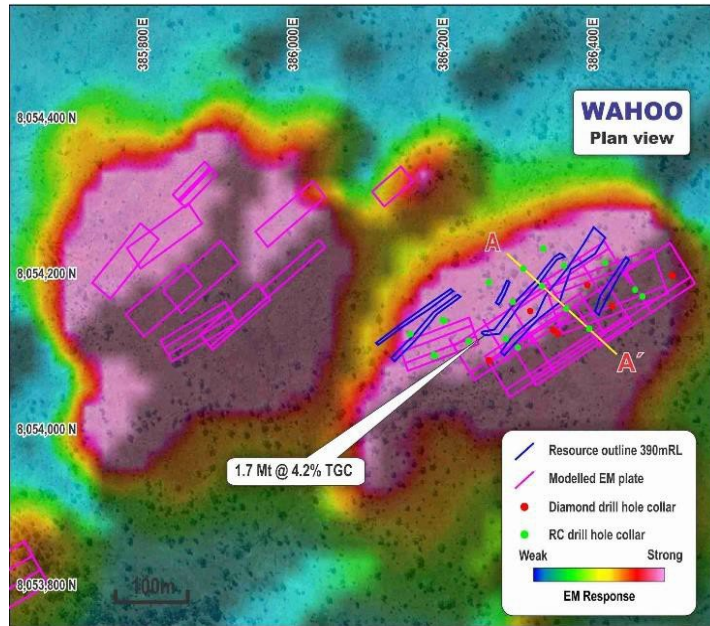 385,800 E
386,000 E
386,200 E
386,400 E
8,054,400 N
8,054,200 N
8,054,000 N
8,053,800 N
WAHOO
Plan view
A
A´
1.7 Mt @ 4.2% TGC
100m
Resource outline 390mRL
Modelled EM plate
Diamond drill hole collar
RC drill hole collar
Weak Strong
EM Response